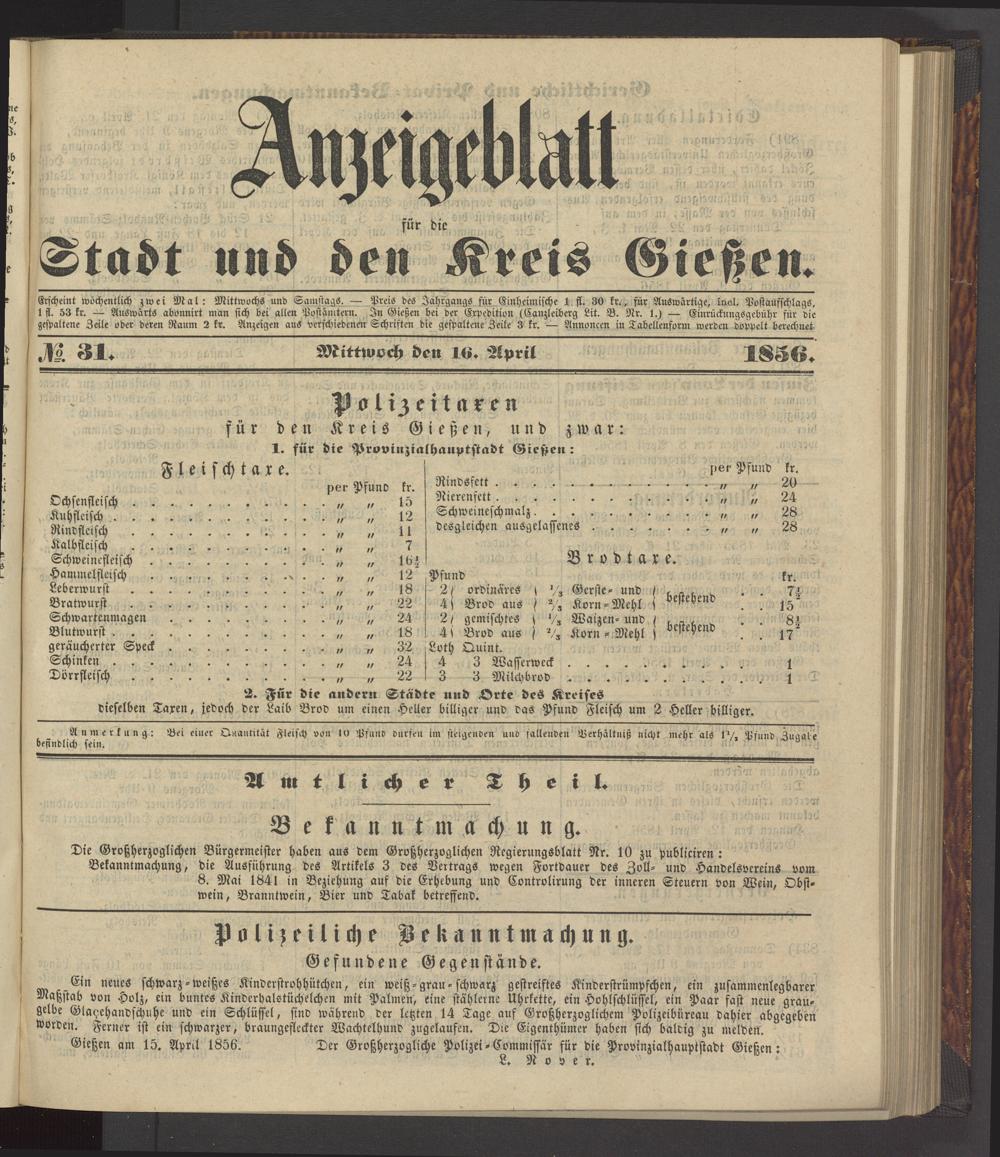 Anzeigeblatt
für die
Stadt und den Kreis Gießen.
Erscheint wöchentlich zwei Mal: Mittwochs und Samstags. — Preis des Jahrgangs für Einheimische 1 fl. 30 kr., für Auswärtige, incl. Postaufschlags,
1 fl. 53 kr. — Auswärts abonnirt man sich bei allen Postämtern. In Gießen bei der Expedition (Canzleiberg Lit. B. Nr. 1.) — Einrückungsgebühr für die
gespaltene Zeile oder deren Raum 2 kr. Anzeigen aus verschiedenen Schriften die gespaltene Zeile 3 kr. — Annoncen in Tabellenform werden doppelt berechnet
№ 31. Mittwoch den 16. April 1856.
Polizeitaxen
für den Kreis Gießen, und zwar:
1. für die Provinzialhauptstadt Gießen:
Fleischtaxe.
per Pfund kr.
Ochsenfleisch . . . . . . . . . . „ „ 15
Kuhfleisch . . . . . . . . . . „ „ 12
Rindfleisch . . . . . . . . . . „ „ 11
Kalbfleisch . . . . . . . . . . „ „ 7
Schweinefleisch . . . . . . . . . „ „ 16½
Hammelfleisch . . . . . . . . . „ „ 12
Leberwurst . . . . . . . . . . „ „ 18
Bratwurst . . . . . . . . . . „ „ 22
Schwartenmagen . . . . . . . . . „ „ 24
Blutwurst . . . . . . . . . . „ „ 18
geräucherter Speck . . . . . . . . „ „ 32
Schinken . . . . . . . . . . „ „ 24
Dörrfleisch . . . . . . . . . . „ „ 22
per Pfund kr.
Rindsfett . . . . . . . . . . „ „ 20
Nierenfett . . . . . . . . . . „ „ 24
Schweineschmalz . . . . . . . . . „ „ 28
desgleichen ausgelassenes . . . . . . „ „ 28
Brodtaxe.
Pfund kr.
2 ordinäres ⅓ Gerste- und bestehend . . 7½
4 Brod aus ⅔ Korn-Mehl . . 15
2 gemischtes ⅓ Waizen- und bestehend . . 8½
4 Brod aus ⅔ Korn-Mehl . . 17
Loth Quint.
4 3 Wasserweck . . . . . . . . 1
3 3 Milchbrod . . . . . . . . 1
2. Für die andern Städte und Orte des Kreises
dieselben Taxen, jedoch der Laib Brod um einen Heller billiger und das Pfund Fleisch um 2 Heller billiger.
Anmerkung: Bei einer Quantität Fleisch von 10 Pfund dürfen im steigenden und fallenden Verhältniß nicht mehr als 1½ Pfund Zugabe
befindlich sein.
Amtlicher Theil.
Bekanntmachung.
Die Großherzoglichen Bürgermeister haben aus dem Großherzoglichen Regierungsblatt Nr. 10 zu publiciren:
Bekanntmachung, die Ausführung des Artikels 3 des Vertrags wegen Fortdauer des Zoll- und Handelsvereins vom
8. Mai 1841 in Beziehung auf die Erhebung und Controlirung der inneren Steuern von Wein, Obst-
wein, Branntwein, Bier und Tabak betreffend.
Polizeiliche Bekanntmachung.
Gefundene Gegenstände.
Ein neues schwarz-weißes Kinderstrohhütchen, ein weiß-grau-schwarz gestreiftes Kinderstrümpfchen, ein zusammenlegbarer
Maßstab von Holz, ein buntes Kinderhalstüchelchen mit Palmen, eine stählerne Uhrkette, ein Hohlschlüssel, ein Paar fast neue grau-
gelbe Glaçehandschuhe und ein Schlüssel, sind während der letzten 14 Tage auf Großherzoglichem Polizeibüreau dahier abgegeben
worden. Ferner ist ein schwarzer, braungefleckter Wachtelhund zugelaufen. Die Eigenthümer haben sich baldig zu melden.
Gießen am 15. April 1856. Der Großherzogliche Polizei-Commissär für die Provinzialhauptstadt Gießen:
L. Nover.